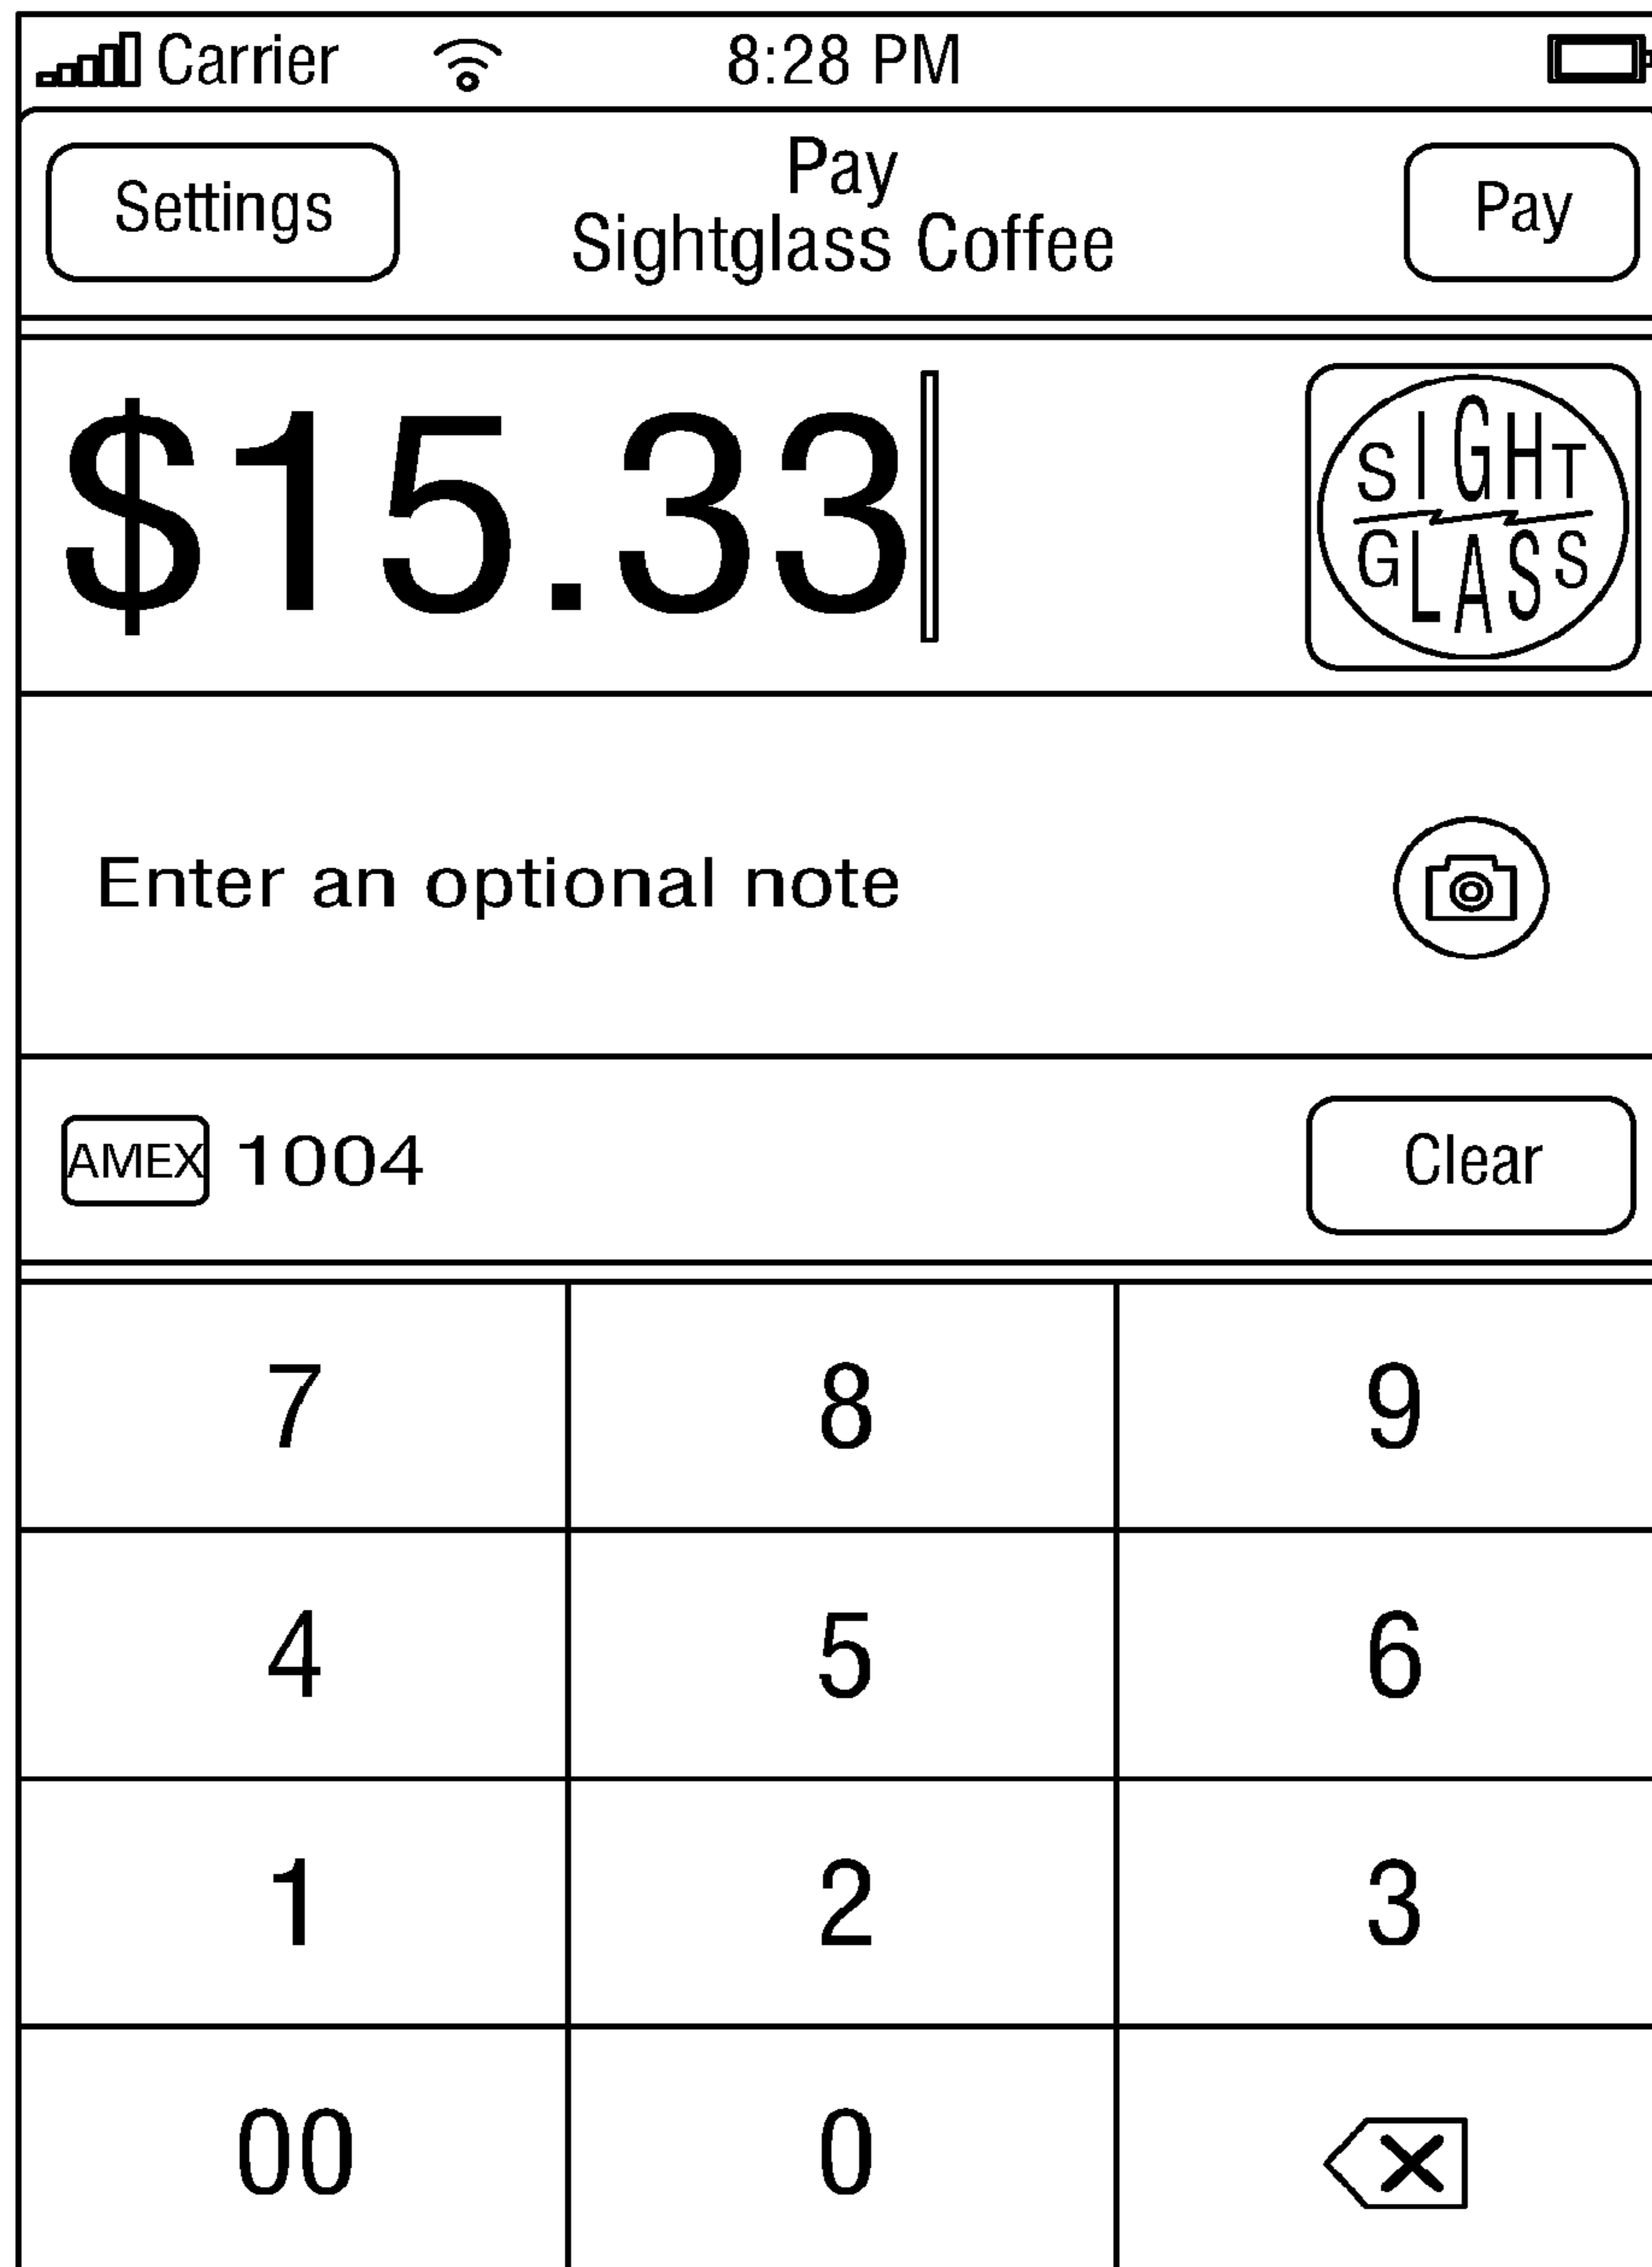 Carrier 8:28 PM
Settings
Pay
Sightglass Coffee
Pay
$15.33
SIGHT
GLASS
Enter an optional note
AMEX 1004 Clear
7 8 9
4 5 6
1 2 3
00 0